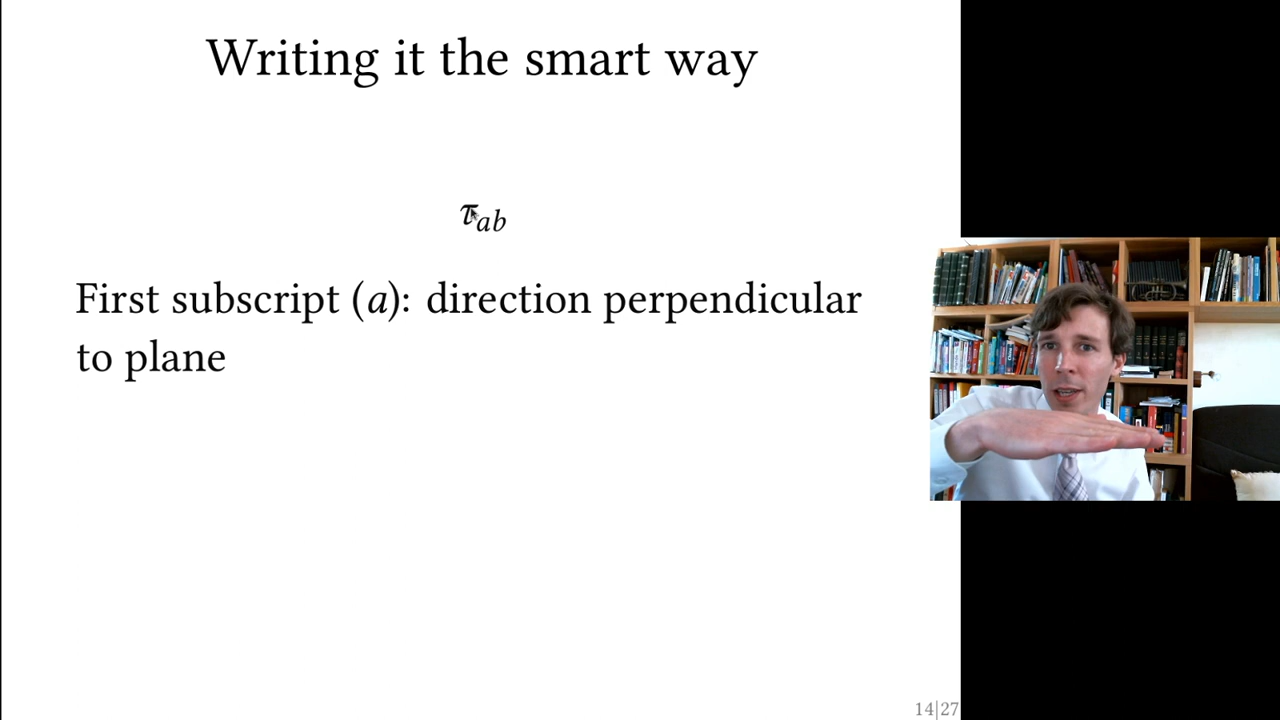 Writing it the smart way
τab
First subscript (a): direction perpendicular
to plane
14|27